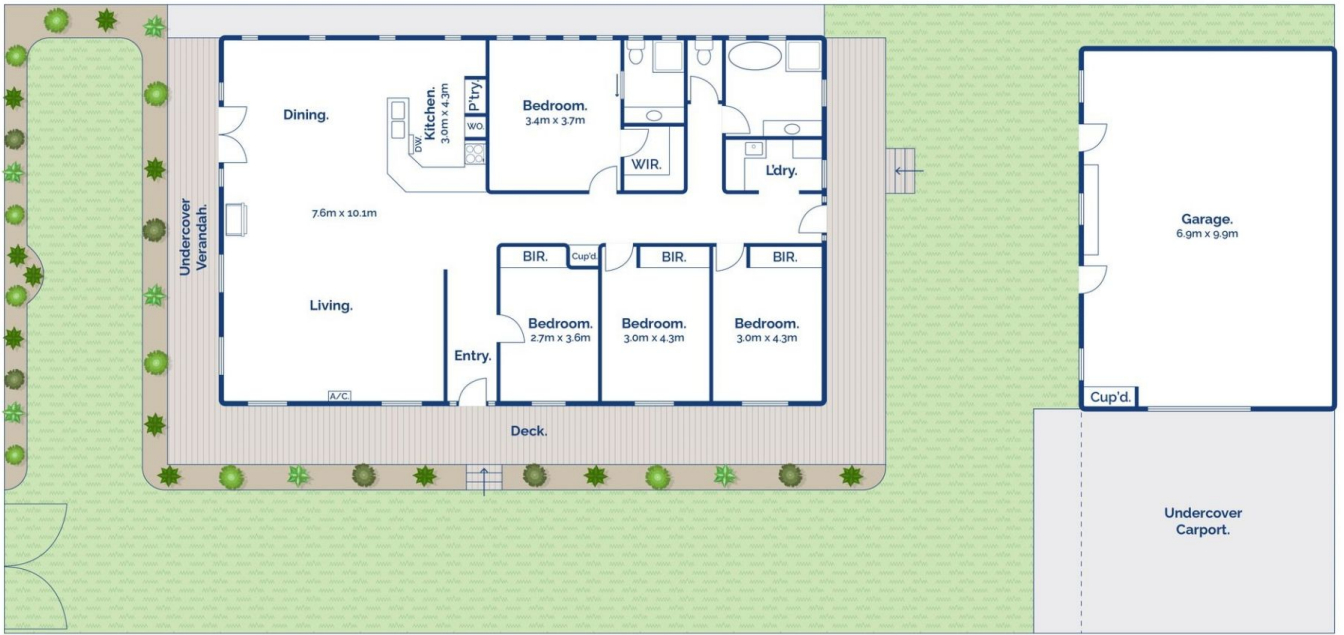 Dining.
Kitchen.
3.0m x 4.3m
P'try.
WO.
DW.
Bedroom.
3.4m x 3.7m
WIR.
L'dry.
7.6m x 10.1m
Undercover
Verandah.
Living.
A/C.
Entry.
BIR.
Cup'd.
BIR.
BIR.
Bedroom.
2.7m x 3.6m
Bedroom.
3.0m x 4.3m
Bedroom.
3.0m x 4.3m
Deck.
Garage.
6.9m x 9.9m
Cup'd.
Undercover
Carport.